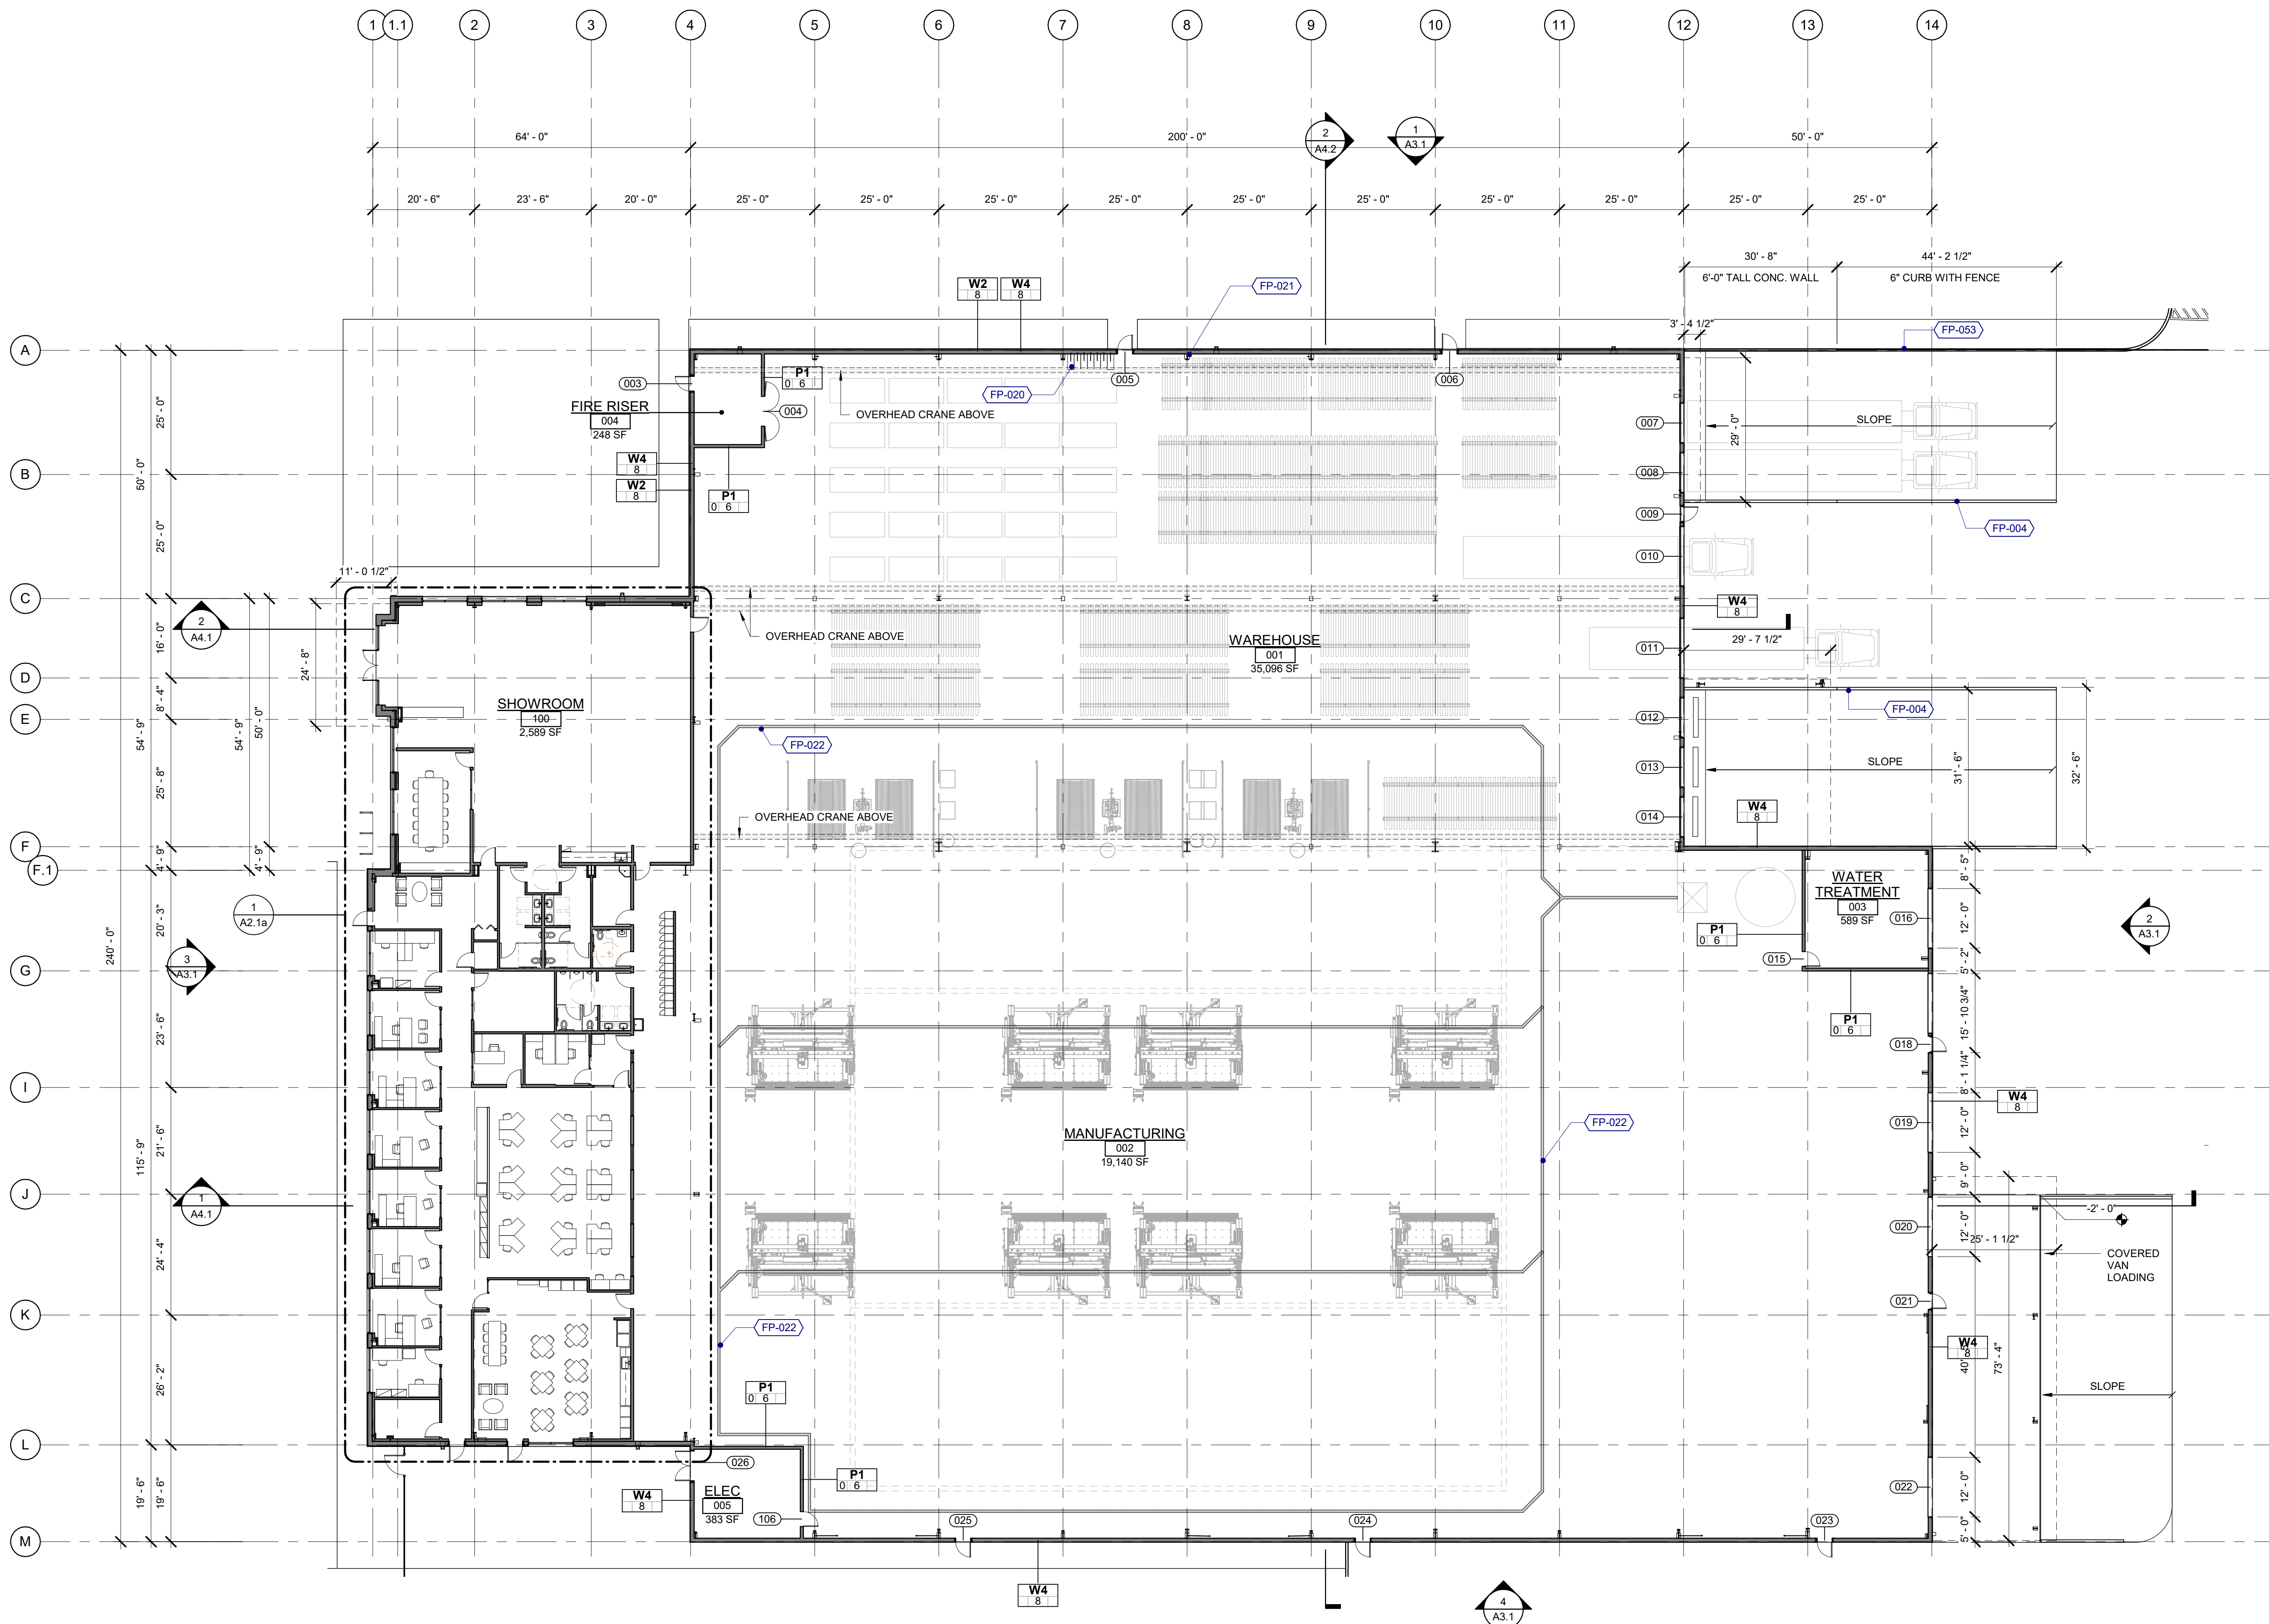 1
1.1
2
3
4
5
6
7
8
9
10
11
12
13
14
64' - 0"
200' - 0"
50' - 0"
2
A4.2
1
A3.1
20' - 6"
23' - 6"
20' - 0"
25' - 0"
25' - 0"
25' - 0"
25' - 0"
25' - 0"
25' - 0"
25' - 0"
25' - 0"
25' - 0"
25' - 0"
30' - 8"
44' - 2 1/2"
6'-0" TALL CONC. WALL
6" CURB WITH FENCE
W2
8
W4
8
FP-021
3' - 4 1/2"
FP-053
A
003
P1
0 6
FP-020
005
006
FIRE RISER
004
248 SF
004
OVERHEAD CRANE ABOVE
25' - 0"
50' - 0"
007
29' - 0"
SLOPE
B
W4
8
W2
8
P1
0 6
008
009
FP-004
010
25' - 0"
11' - 0 1/2"
C
2
A4.1
16' - 0"
24' - 8"
OVERHEAD CRANE ABOVE
WAREHOUSE
001
35,096 SF
W4
8
29' - 7 1/2"
011
D
8' - 4"
SHOWROOM
100
2,589 SF
E
012
FP-004
54' - 9"
54' - 9"
50' - 0"
FP-022
013
SLOPE
31' - 6"
32' - 6"
25' - 8"
OVERHEAD CRANE ABOVE
014
W4
8
F
4' - 9"
4' - 9"
F.1
8' - 5"
WATER
TREATMENT
003
589 SF
016
12' - 0"
1
A2.1a
20' - 3"
240' - 0"
P1
0 6
2
A3.1
3
A3.1
G
015
5' - 2"
23' - 6"
P1
0 6
15' - 10 3/4"
018
I
8' - 1 1/4"
W4
8
019
12' - 0"
FP-022
MANUFACTURING
002
19,140 SF
21' - 6"
115' - 9"
9' - 0"
J
1
A4.1
-2' - 0"
020
12' - 0"
25' - 1 1/2"
COVERED
VAN
LOADING
24' - 4"
021
K
FP-022
W4
8
73' - 4"
26' - 2"
P1
0 6
SLOPE
L
026
P1
0 6
W4
8
ELEC
005
383 SF
106
19' - 6"
19' - 6"
022
12' - 0"
025
024
023
5' - 0"
M
W4
8
4
A3.1